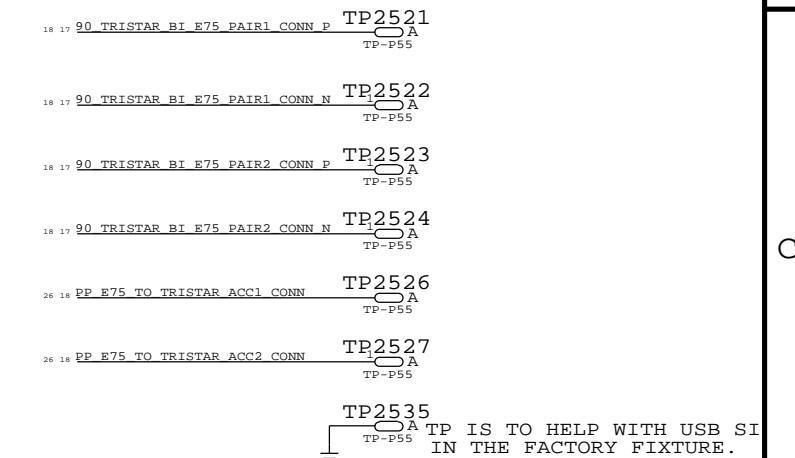 TP2521
18 17 90_TRISTAR_BI_E75_PAIR1_CONN_P A
TP-P55
TP2522
18 17 90_TRISTAR_BI_E75_PAIR1_CONN_N 1 A
TP-P55
TP2523
18 17 90_TRISTAR_BI_E75_PAIR2_CONN_P 1 A
TP-P55
TP2524
18 17 90_TRISTAR_BI_E75_PAIR2_CONN_N 1 A
TP-P55
TP2526
26 18 PP_E75_TO_TRISTAR_ACC1_CONN A
TP-P55
TP2527
26 18 PP_E75_TO_TRISTAR_ACC2_CONN 1 A
TP-P55
TP2535
A TP IS TO HELP WITH USB SI
TP-P55 IN THE FACTORY FIXTURE.